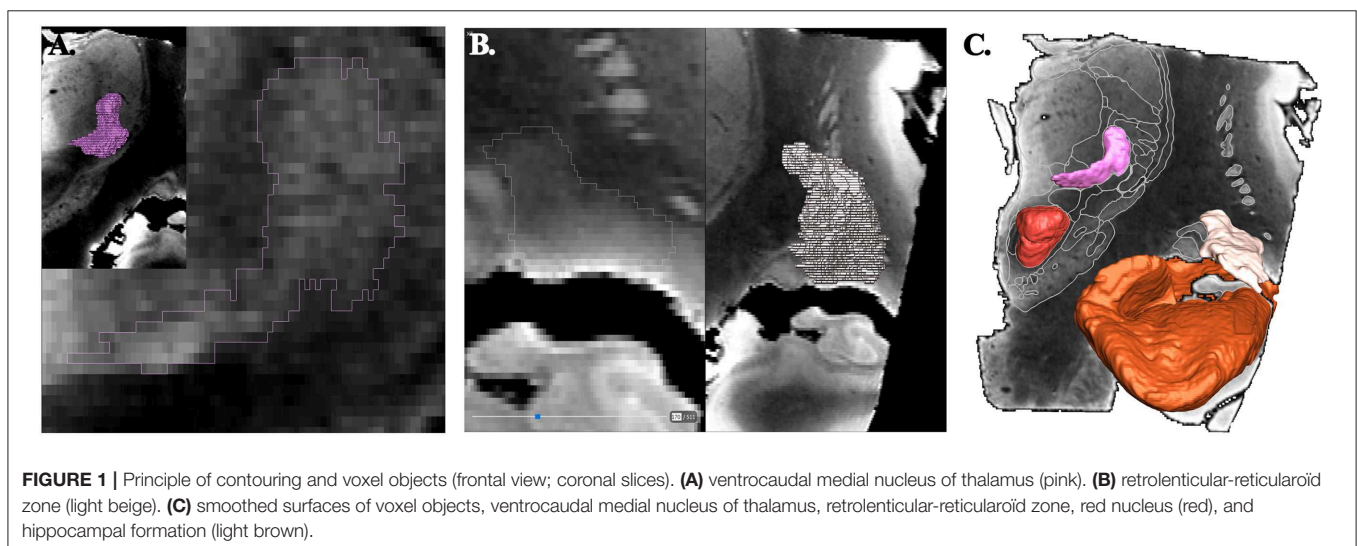 A.
B.
C.
/ 511
FIGURE 1 | Principle of contouring and voxel objects (frontal view; coronal slices). (A) ventrocaudal medial nucleus of thalamus (pink). (B) retrolenticular-reticularoïd
zone (light beige). (C) smoothed surfaces of voxel objects, ventrocaudal medial nucleus of thalamus, retrolenticular-reticularoïd zone, red nucleus (red), and
hippocampal formation (light brown).